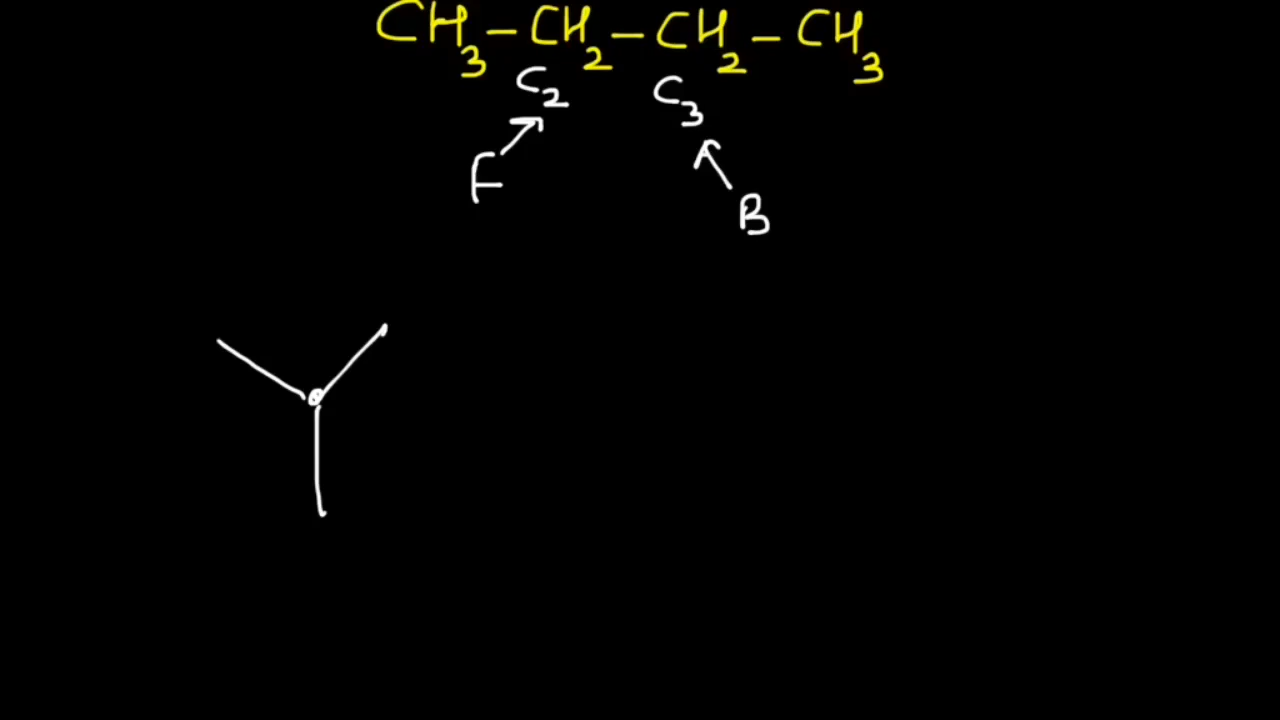 CH₃ – CH₂ – CH₂ – CH₃
C₂ C₃
F
B